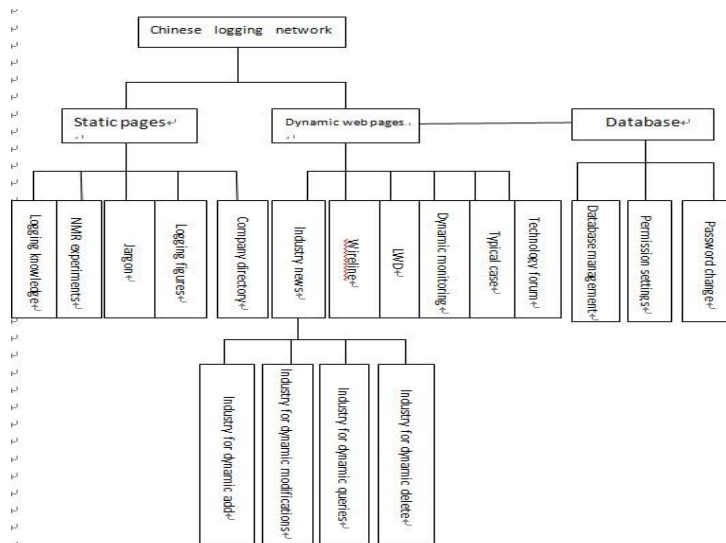 Chinese logging network
Static pages
Dynamic web pages.
Database
Logging knowledge
NMR experiments
Jargon
Logging figures
Company directory
Industry news
Wireline
LWD
Dynamic monitoring
Typical case
Technology forum
Database management
Permission settings
Password change
Industry for dynamic add
Industry for dynamic modifications
Industry for dynamic queries
Industry for dynamic delete